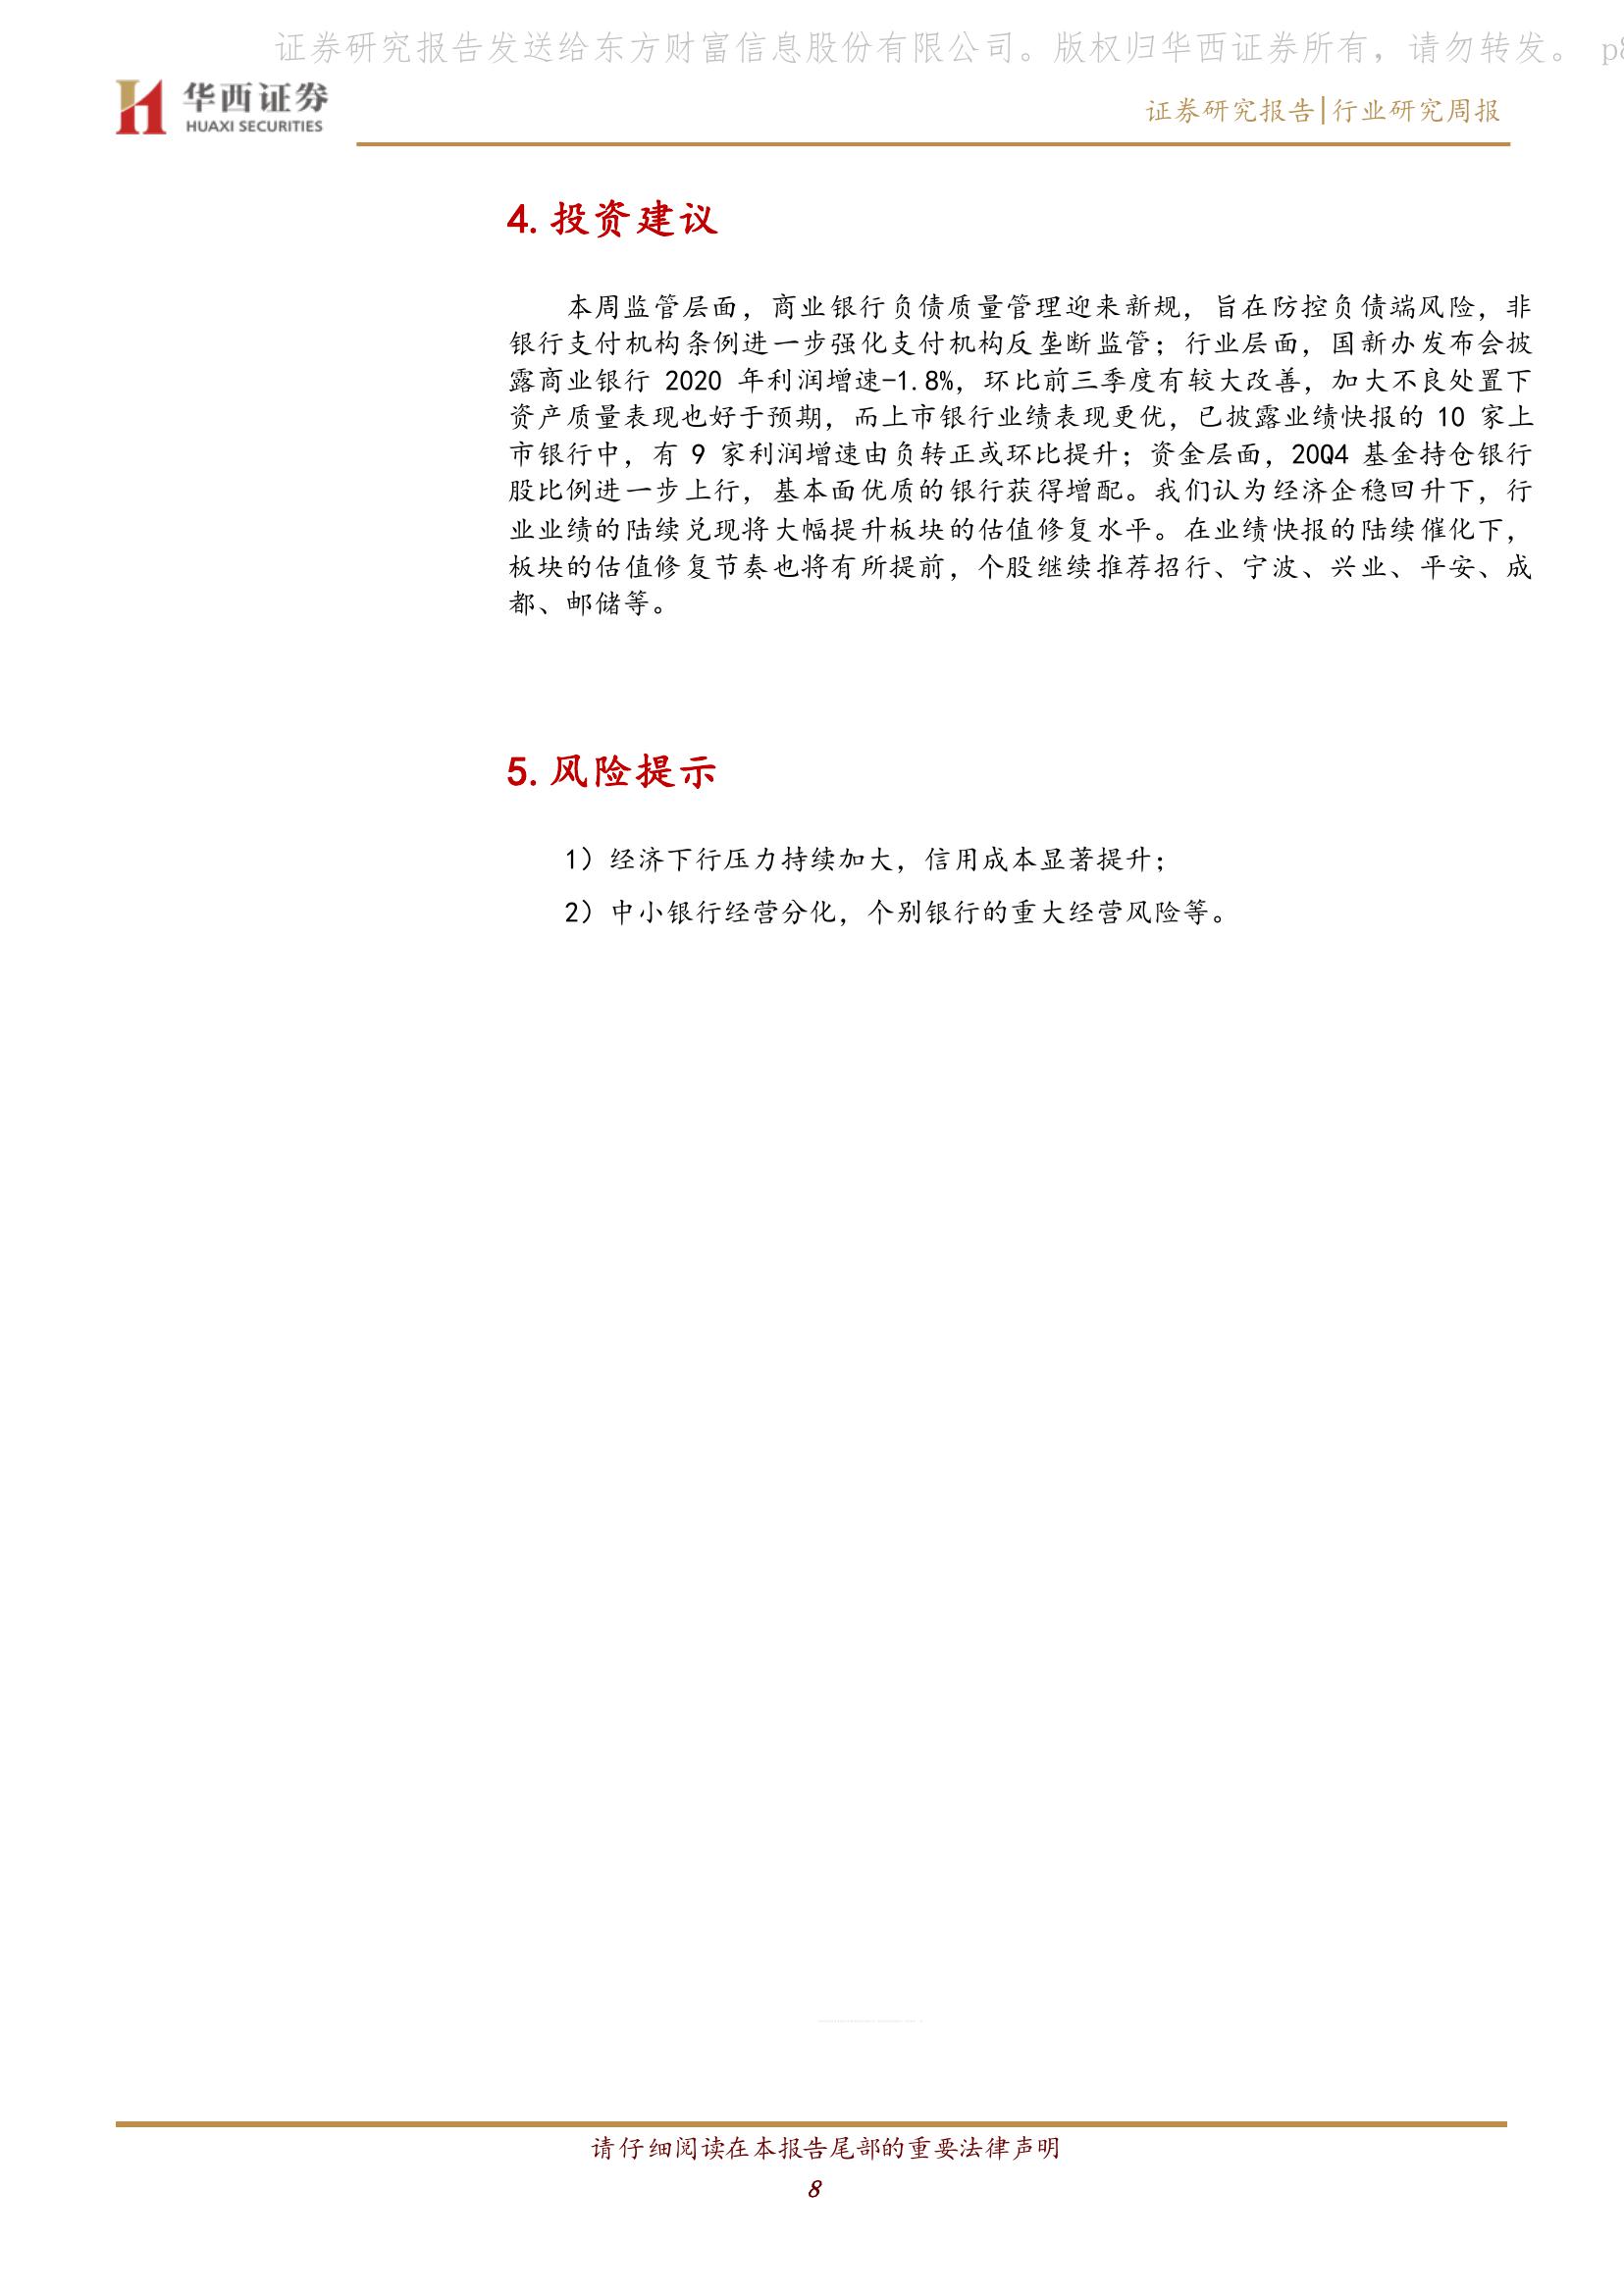 证券研究报告发送给东方财富信息股份有限公司。版权归华西证券所有，请勿转发。 p8
华西证券
HUAXI SECURITIES
证券研究报告|行业研究周报
4.投资建议
本周监管层面，商业银行负债质量管理迎来新规，旨在防控负债端风险，非
银行支付机构条例进一步强化支付机构反垄断监管；行业层面，国新办发布会披
露商业银行 2020 年利润增速-1.8%，环比前三季度有较大改善，加大不良处置下
资产质量表现也好于预期，而上市银行业绩表现更优，已披露业绩快报的 10 家上
市银行中，有 9 家利润增速由负转正或环比提升；资金层面，20Q4 基金持仓银行
股比例进一步上行，基本面优质的银行获得增配。我们认为经济企稳回升下，行
业业绩的陆续兑现将大幅提升板块的估值修复水平。在业绩快报的陆续催化下，
板块的估值修复节奏也将有所提前，个股继续推荐招行、宁波、兴业、平安、成
都、邮储等。
5.风险提示
1）经济下行压力持续加大，信用成本显著提升；
2）中小银行经营分化，个别银行的重大经营风险等。
请仔细阅读在本报告尾部的重要法律声明
8